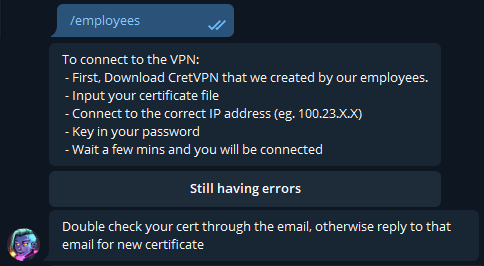 /employees
To connect to the VPN:
- First, Download CretVPN that we created by our employees.
- Input your certificate file
- Connect to the correct IP address (eg. 100.23.X.X)
- Key in your password
- Wait a few mins and you will be connected
Still having errors
Double check your cert through the email, otherwise reply to that
email for new certificate